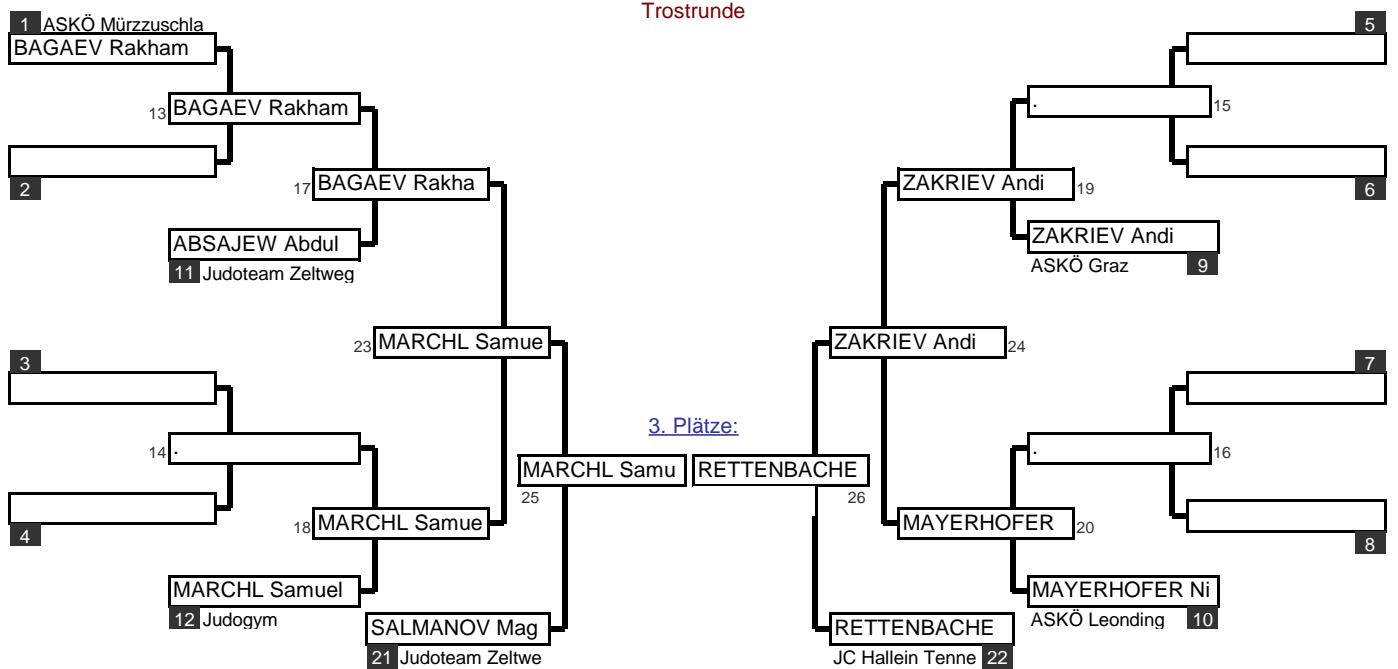 Trostrunde
1 ASKÖ Mürzzuschla
5
BAGAEV Rakham
13 BAGAEV Rakham
. 15
2
6
17 BAGAEV Rakha
ZAKRIEV Andi 19
ABSAJEW Abdul
ZAKRIEV Andi
11 Judoteam Zeltweg
ASKÖ Graz 9
23 MARCHL Samue
ZAKRIEV Andi 24
3
7
3. Plätze:
14 .
. 16
MARCHL Samu
RETTENBACHE
25
26
4
8
18 MARCHL Samue
MAYERHOFER 20
MARCHL Samuel
MAYERHOFER Ni
12 Judogym
ASKÖ Leonding 10
SALMANOV Mag
RETTENBACHE
21 Judoteam Zeltwe
JC Hallein Tenne 22